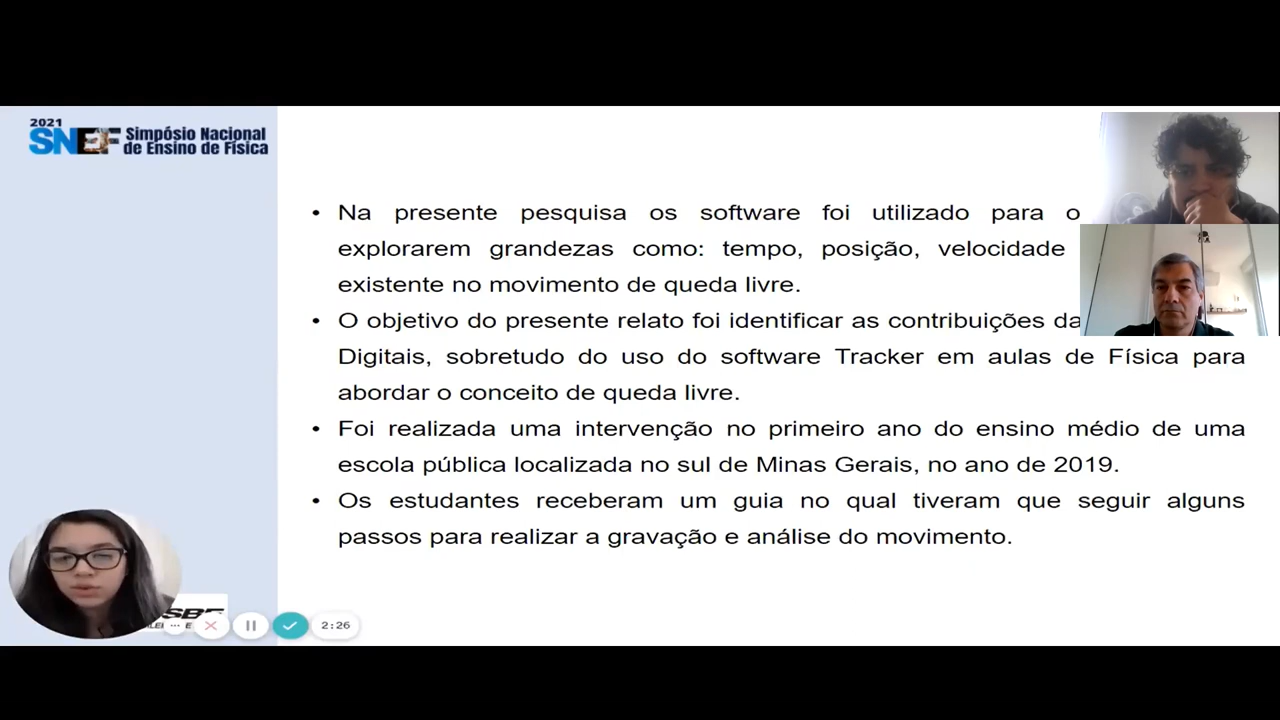 2021
SNEF Simpósio Nacional
de Ensino de Física
• Na presente pesquisa os software foi utilizado para o
explorarem grandezas como: tempo, posição, velocidade
existente no movimento de queda livre.
• O objetivo do presente relato foi identificar as contribuições da
Digitais, sobretudo do uso do software Tracker em aulas de Física para
abordar o conceito de queda livre.
• Foi realizada uma intervenção no primeiro ano do ensino médio de uma
escola pública localizada no sul de Minas Gerais, no ano de 2019.
• Os estudantes receberam um guia no qual tiveram que seguir alguns
passos para realizar a gravação e análise do movimento.
SBF
2:26